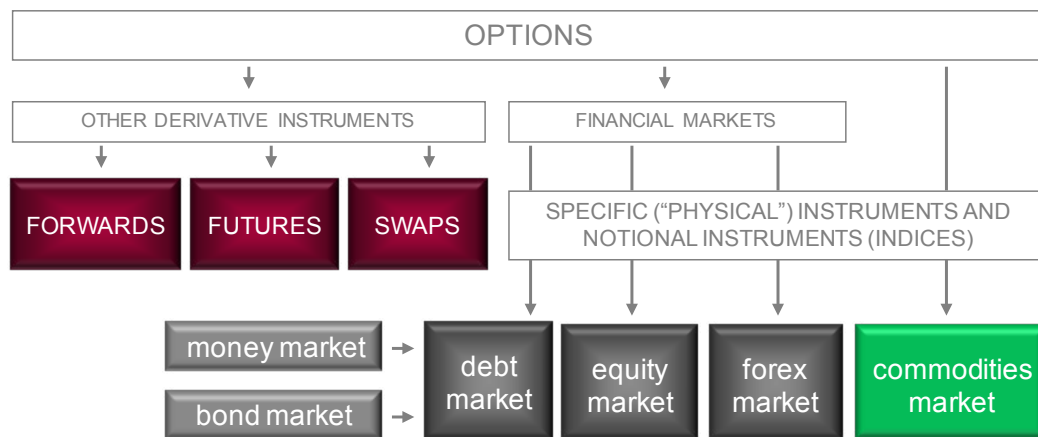 OPTIONS
OTHER DERIVATIVE INSTRUMENTS
FINANCIAL MARKETS
FORWARDS
FUTURES
SWAPS
SPECIFIC (“PHYSICAL”) INSTRUMENTS AND
NOTIONAL INSTRUMENTS (INDICES)
money market
bond market
debt
market
equity
market
forex
market
commodities
market